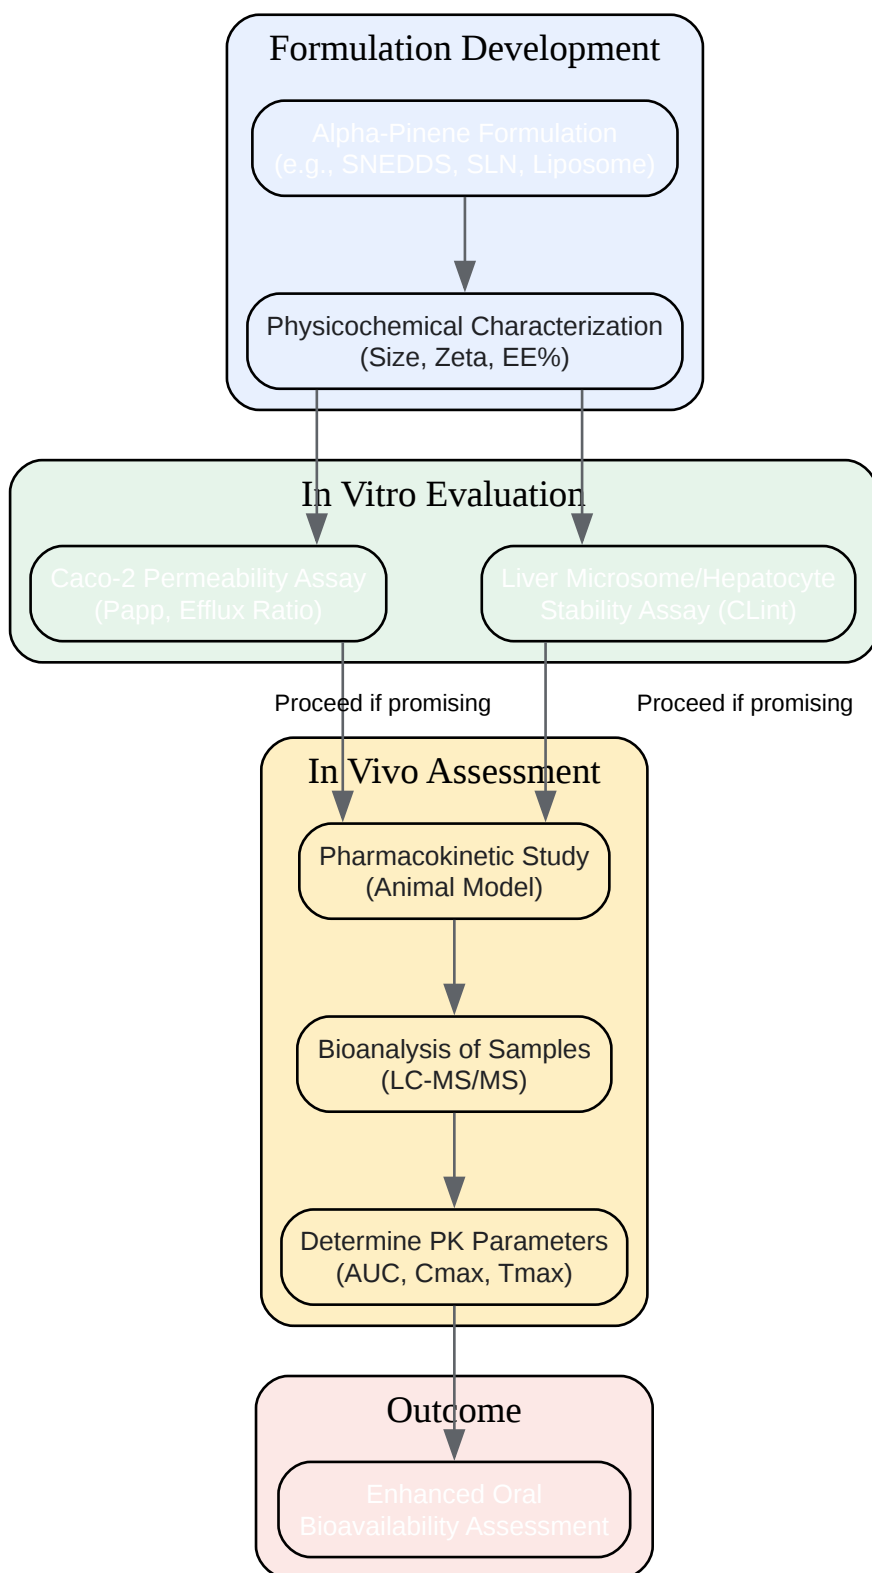 Formulation Development
Alpha-Pinene Formulation
(e.g., SNEDDS, SLN, Liposome)
Physicochemical Characterization
(Size, Zeta, EE%)
In Vitro Evaluation
Caco-2 Permeability Assay
(Papp, Efflux Ratio)
Liver Microsome/Hepatocyte
Stability Assay (CLint)
Proceed if promising
Proceed if promising
In Vivo Assessment
Pharmacokinetic Study
(Animal Model)
Bioanalysis of Samples
(LC-MS/MS)
Determine PK Parameters
(AUC, Cmax, Tmax)
Outcome
Enhanced Oral
Bioavailability Assessment